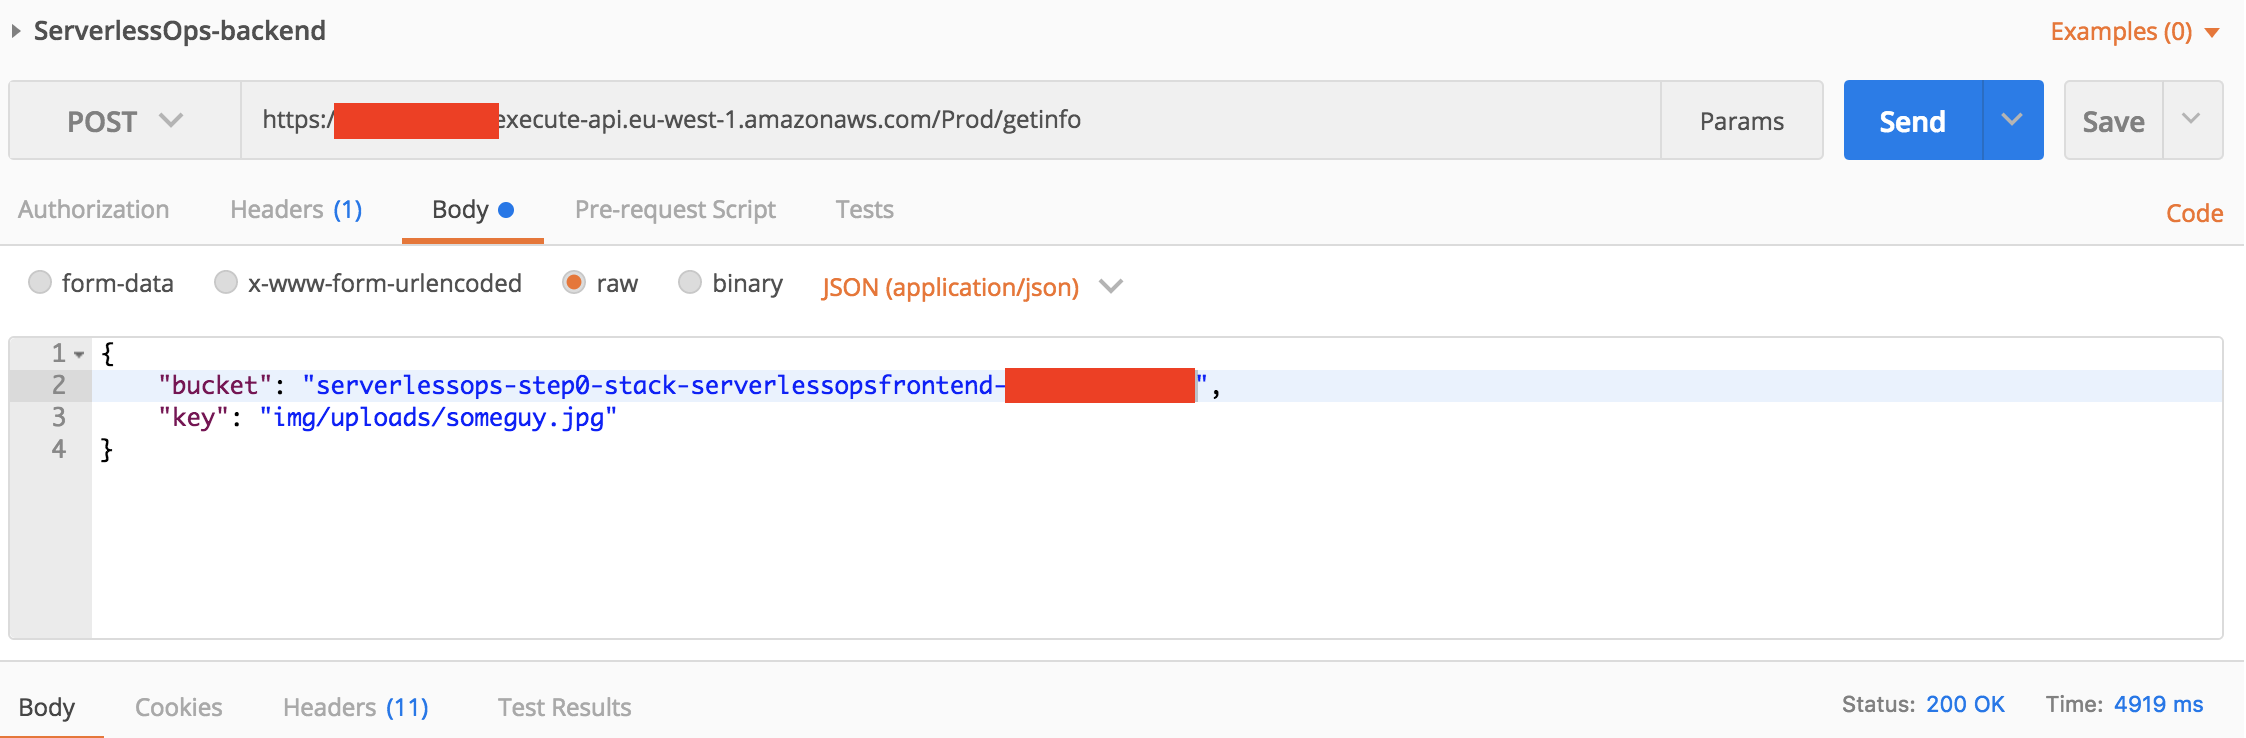 ServerlessOps-backend
Examples (0)
POST https:/ execute-api.eu-west-1.amazonaws.com/Prod/getinfo Params Send Save
Authorization Headers (1) Body Pre-request Script Tests Code
form-data x-www-form-urlencoded raw binary JSON (application/json)
1 {
2 "bucket": "serverlessops-step0-stack-serverlessopsfrontend- ",
3 "key": "img/uploads/someguy.jpg"
4 }
Body Cookies Headers (11) Test Results Status: 200 OK Time: 4919 ms